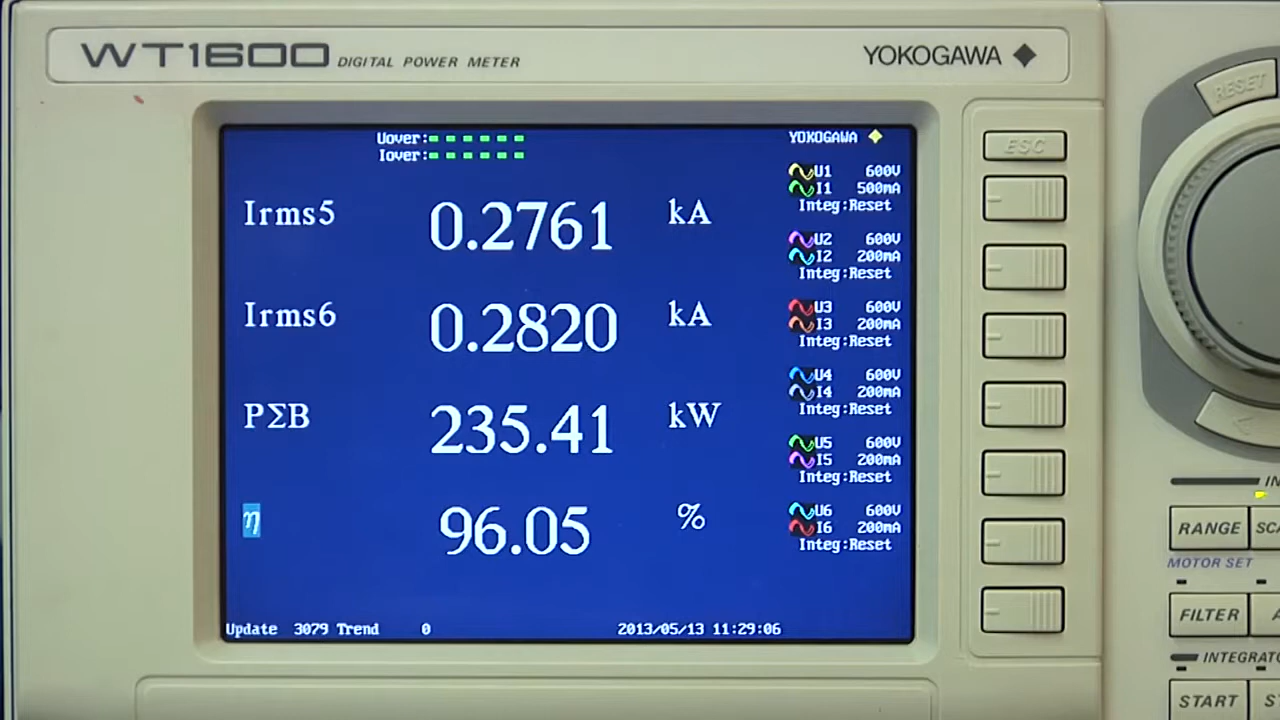 WT1600 DIGITAL POWER METER
YOKOGAWA
Uover:
Iover:
YOKOGAWA
Irms5 0.2761 kA
Irms6 0.2820 kA
PΣB 235.41 kW
η 96.05 %
U1 600V
I1 500mA
Integ:Reset
U2 600V
I2 200mA
Integ:Reset
U3 600V
I3 200mA
Integ:Reset
U4 600V
I4 200mA
Integ:Reset
U5 600V
I5 200mA
Integ:Reset
U6 600V
I6 200mA
Integ:Reset
Update 3079 Trend 0 2013/05/13 11:29:06
ESC
RESET
RANGE
MOTOR SET
FILTER
START